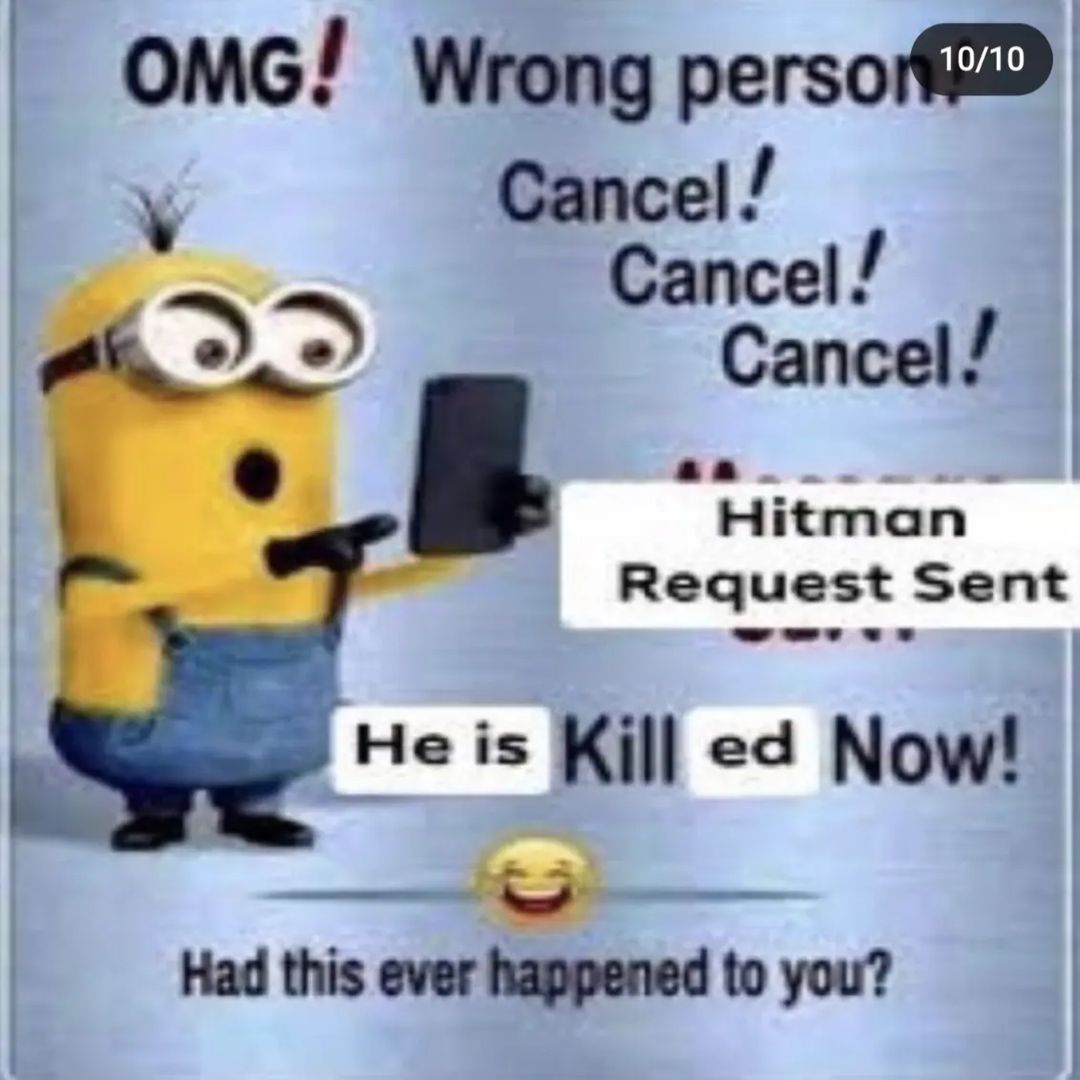 10/10
OMG! Wrong person!
Cancel!
Cancel!
Cancel!
Hitman
Request Sent
He is Kill ed Now!
Had this ever happened to you?